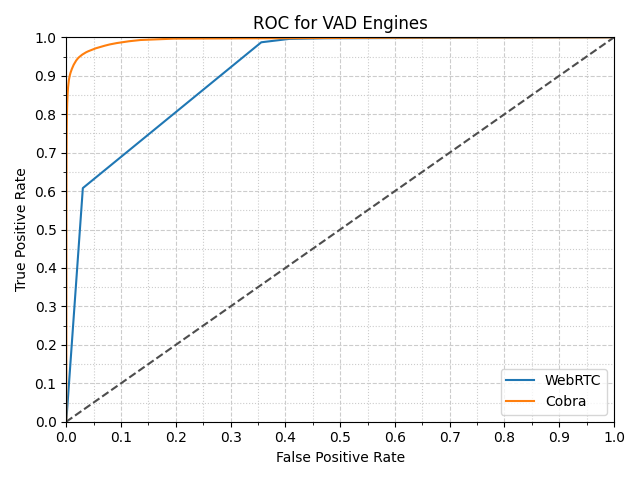 ROC for VAD Engines
True Positive Rate
1.0
0.9
0.8
0.7
0.6
0.5
0.4
0.3
0.2
0.1
0.0
0.0 0.1 0.2 0.3 0.4 0.5 0.6 0.7 0.8 0.9 1.0
False Positive Rate
WebRTC
Cobra